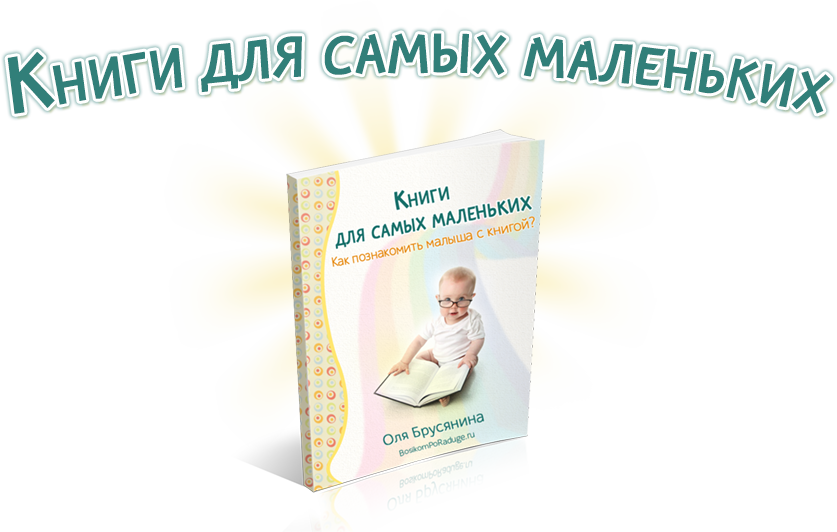 Книги для самых маленьких
Книги
для самых маленьких
Как познакомить малыша с книгой?
Оля Брусянина
BosikomPoRaduge.ru